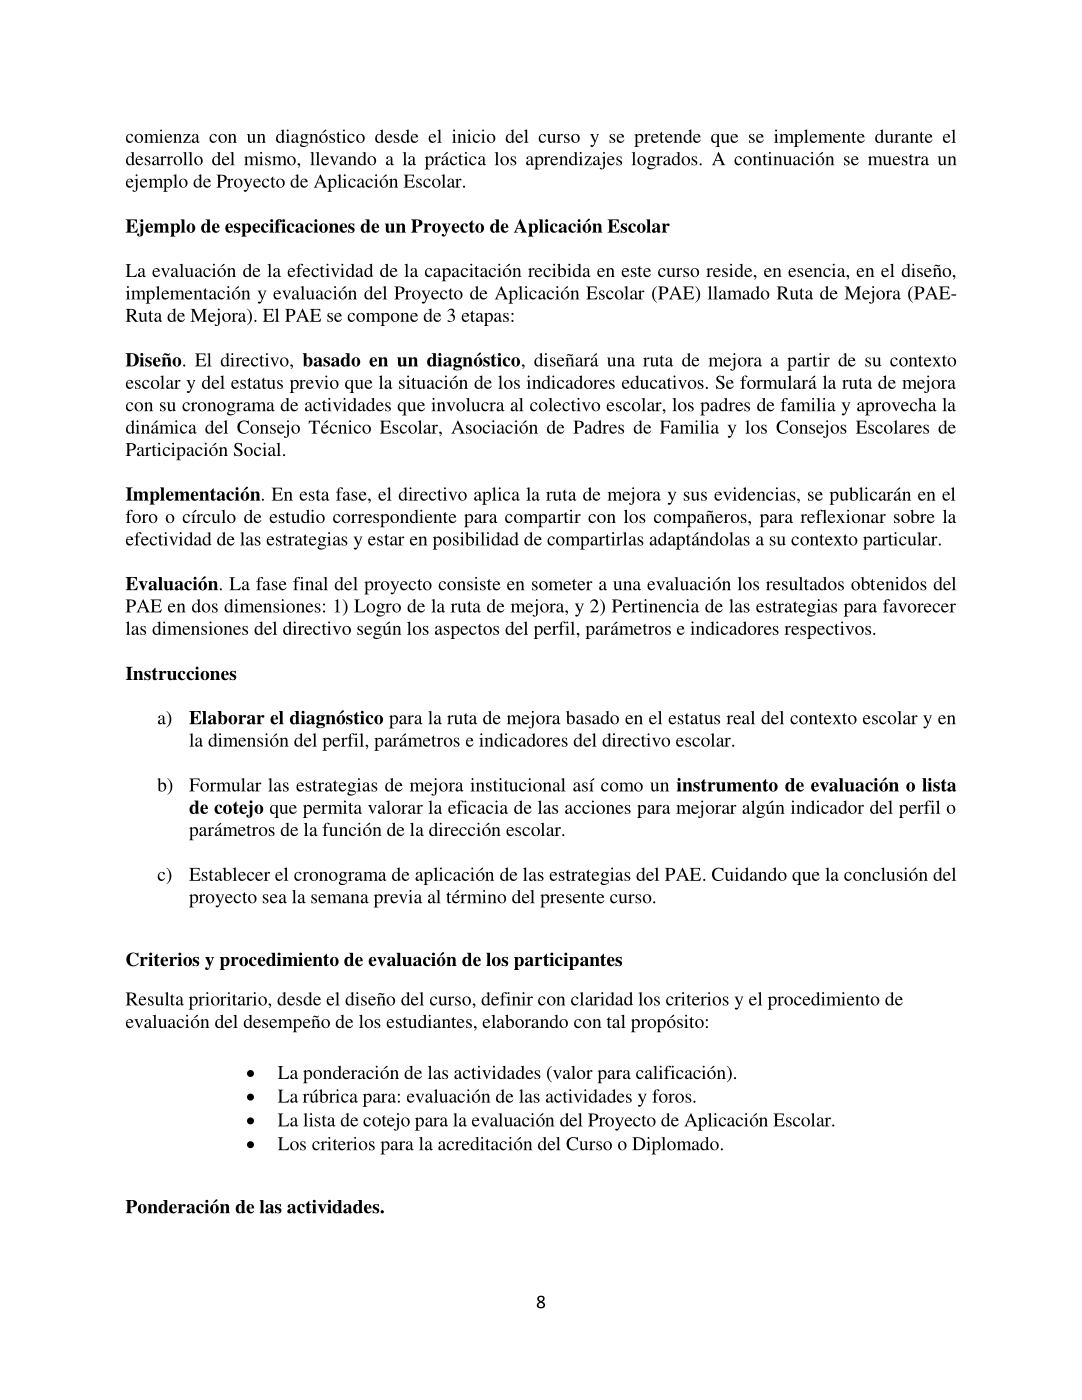 comienza con un diagnóstico desde el inicio del curso y se pretende que se implemente durante el
desarrollo del mismo, llevando a la práctica los aprendizajes logrados. A continuación se muestra un
ejemplo de Proyecto de Aplicación Escolar.
Ejemplo de especificaciones de un Proyecto de Aplicación Escolar
La evaluación de la efectividad de la capacitación recibida en este curso reside, en esencia, en el diseño,
implementación y evaluación del Proyecto de Aplicación Escolar (PAE) llamado Ruta de Mejora (PAE-
Ruta de Mejora). El PAE se compone de 3 etapas:
Diseño. El directivo, basado en un diagnóstico, diseñará una ruta de mejora a partir de su contexto
escolar y del estatus previo que la situación de los indicadores educativos. Se formulará la ruta de mejora
con su cronograma de actividades que involucra al colectivo escolar, los padres de familia y aprovecha la
dinámica del Consejo Técnico Escolar, Asociación de Padres de Familia y los Consejos Escolares de
Participación Social.
Implementación. En esta fase, el directivo aplica la ruta de mejora y sus evidencias, se publicarán en el
foro o círculo de estudio correspondiente para compartir con los compañeros, para reflexionar sobre la
efectividad de las estrategias y estar en posibilidad de compartirlas adaptándolas a su contexto particular.
Evaluación. La fase final del proyecto consiste en someter a una evaluación los resultados obtenidos del
PAE en dos dimensiones: 1) Logro de la ruta de mejora, y 2) Pertinencia de las estrategias para favorecer
las dimensiones del directivo según los aspectos del perfil, parámetros e indicadores respectivos.
Instrucciones
a) Elaborar el diagnóstico para la ruta de mejora basado en el estatus real del contexto escolar y en
la dimensión del perfil, parámetros e indicadores del directivo escolar.
b) Formular las estrategias de mejora institucional así como un instrumento de evaluación o lista
de cotejo que permita valorar la eficacia de las acciones para mejorar algún indicador del perfil o
parámetros de la función de la dirección escolar.
c) Establecer el cronograma de aplicación de las estrategias del PAE. Cuidando que la conclusión del
proyecto sea la semana previa al término del presente curso.
Criterios y procedimiento de evaluación de los participantes
Resulta prioritario, desde el diseño del curso, definir con claridad los criterios y el procedimiento de
evaluación del desempeño de los estudiantes, elaborando con tal propósito:
• La ponderación de las actividades (valor para calificación).
• La rúbrica para: evaluación de las actividades y foros.
• La lista de cotejo para la evaluación del Proyecto de Aplicación Escolar.
• Los criterios para la acreditación del Curso o Diplomado.
Ponderación de las actividades.
8